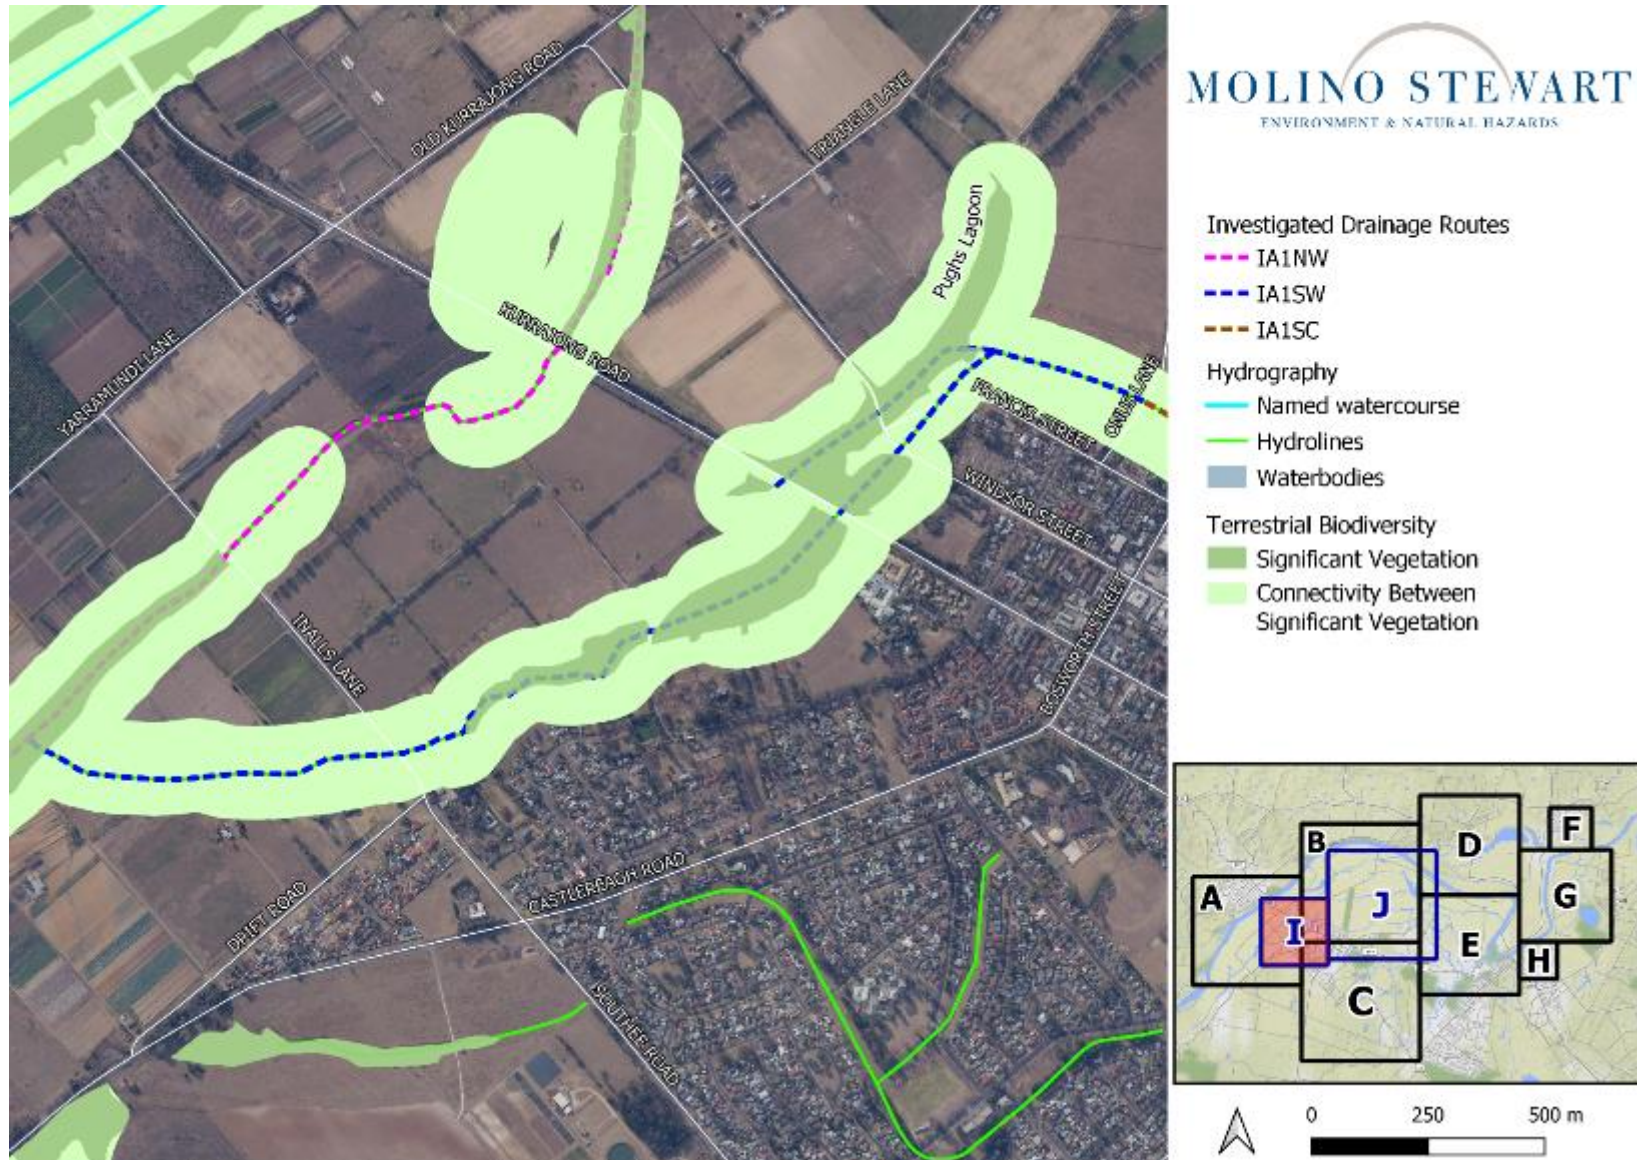 MOLINO STEWART
ENVIRONMENT & NATURAL HAZARDS
OLD KURRAJONG ROAD
TRIANGLE LANE
Pughs Lagoon
KURRAJONG ROAD
YARRAMUNDI LANE
FRANCIS STREET
ONUS LANE
WINDSOR STREET
BOSWORTH STREET
INALLS LANE
CASTLEREAGH ROAD
DRIFT ROAD
SOUTHEE ROAD
Investigated Drainage Routes
IA1NW
IA1SW
IA1SC
Hydrography
Named watercourse
Hydrolines
Waterbodies
Terrestrial Biodiversity
Significant Vegetation
Connectivity Between
Significant Vegetation
A
B
C
D
E
F
G
H
I
J
0 250 500 m